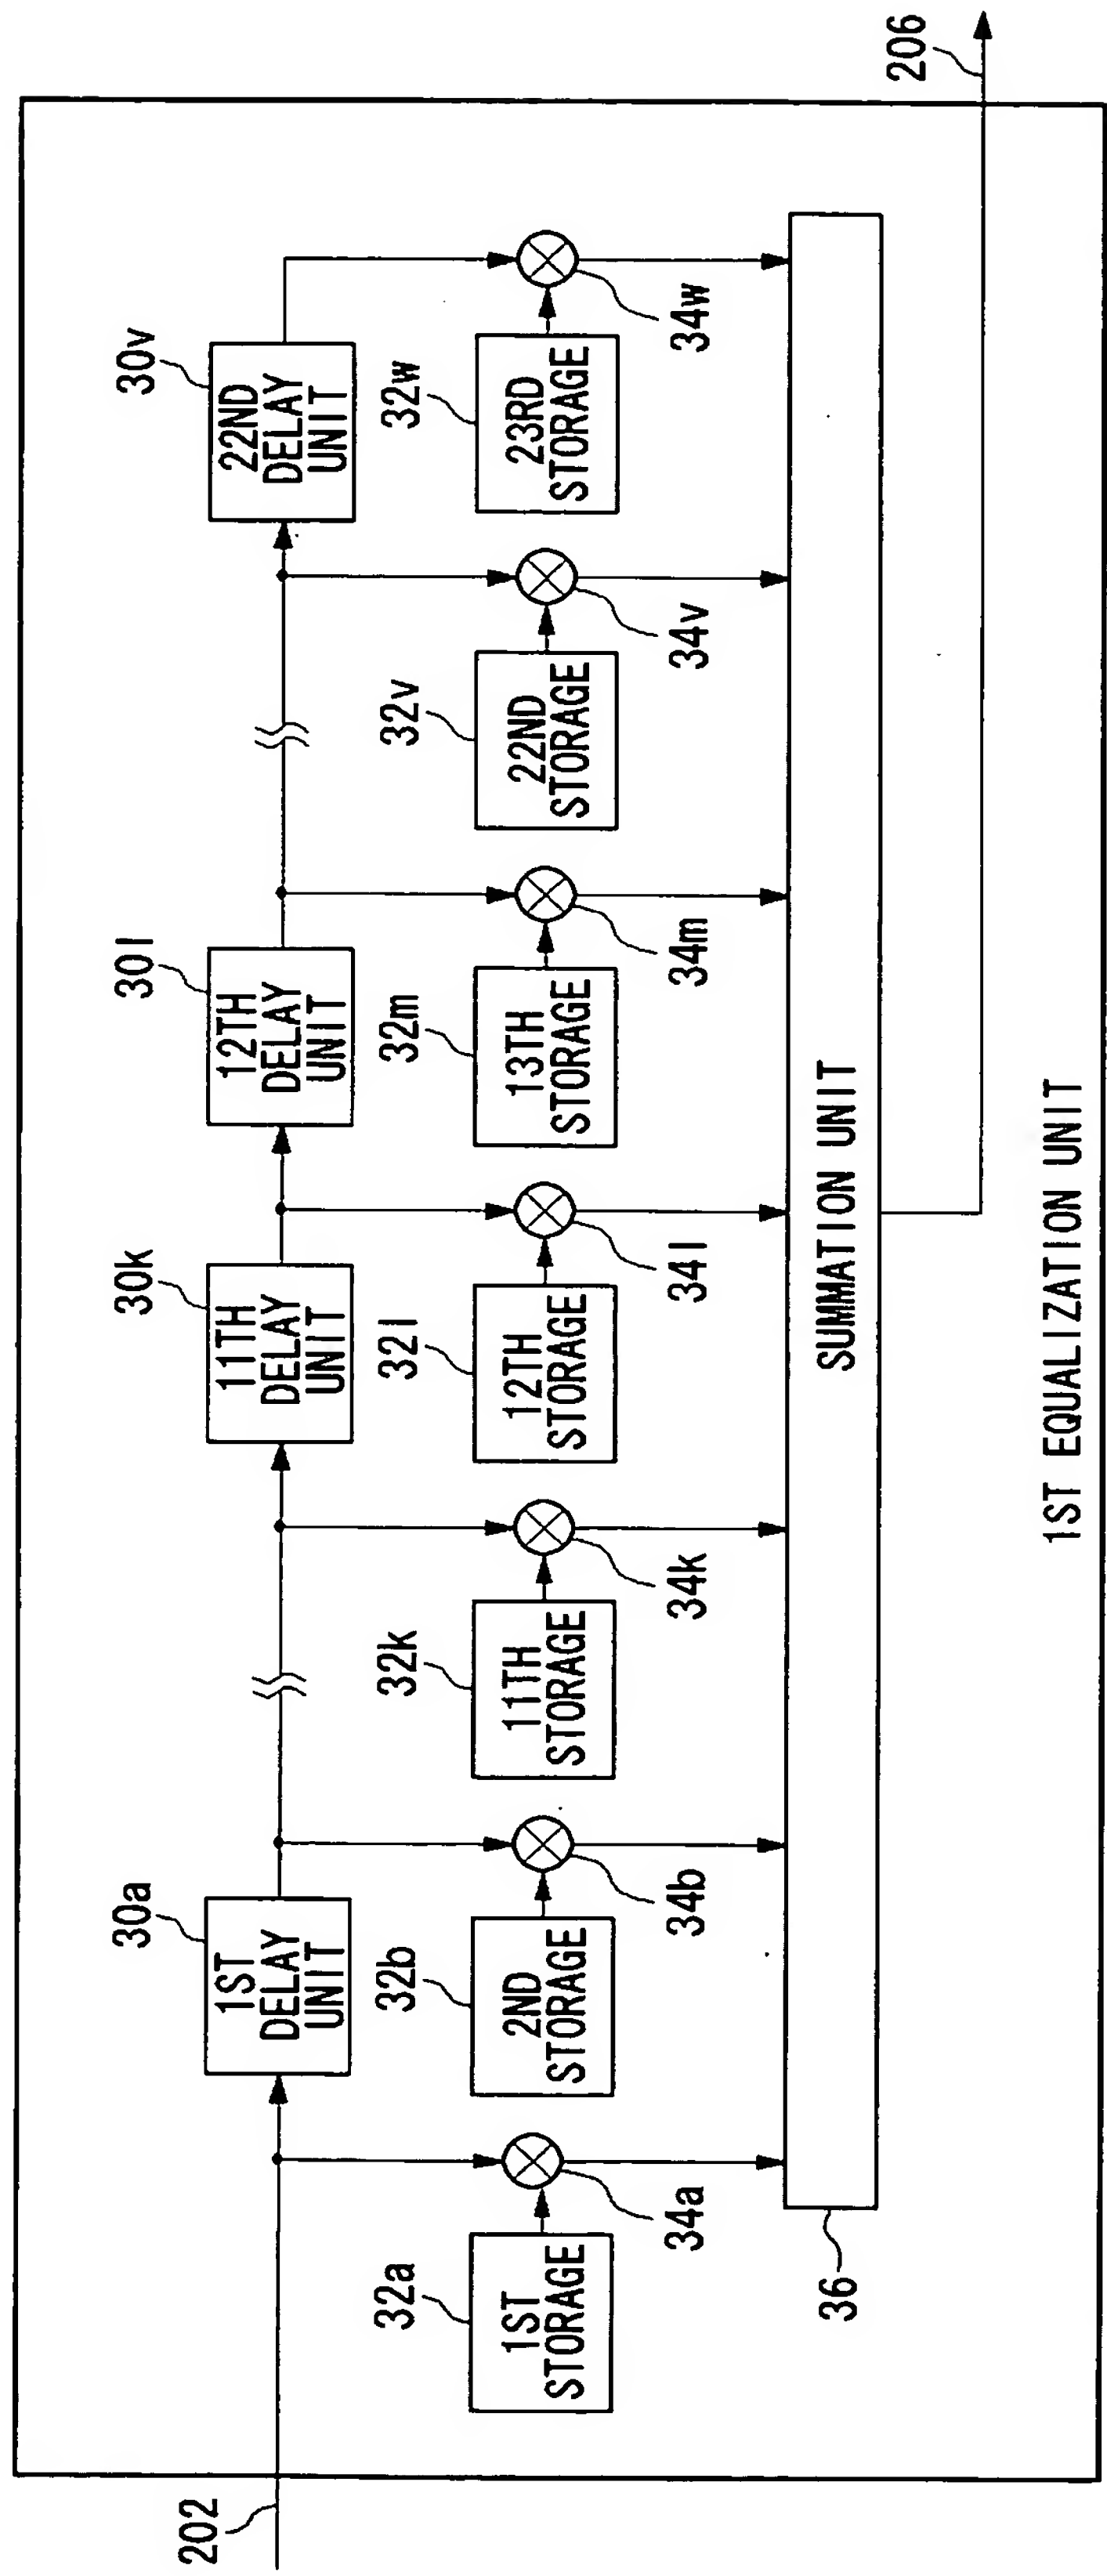 30a
1ST
DELAY
UNIT
30k
11TH
DELAY
UNIT
30l
12TH
DELAY
UNIT
30v
22ND
DELAY
UNIT
206
202
32a
1ST
STORAGE
34a
32b
2ND
STORAGE
34b
32k
11TH
STORAGE
34k
32l
12TH
STORAGE
34l
32m
13TH
STORAGE
34m
32v
22ND
STORAGE
34v
32w
23RD
STORAGE
34w
36
SUMMATION UNIT
1ST EQUALIZATION UNIT